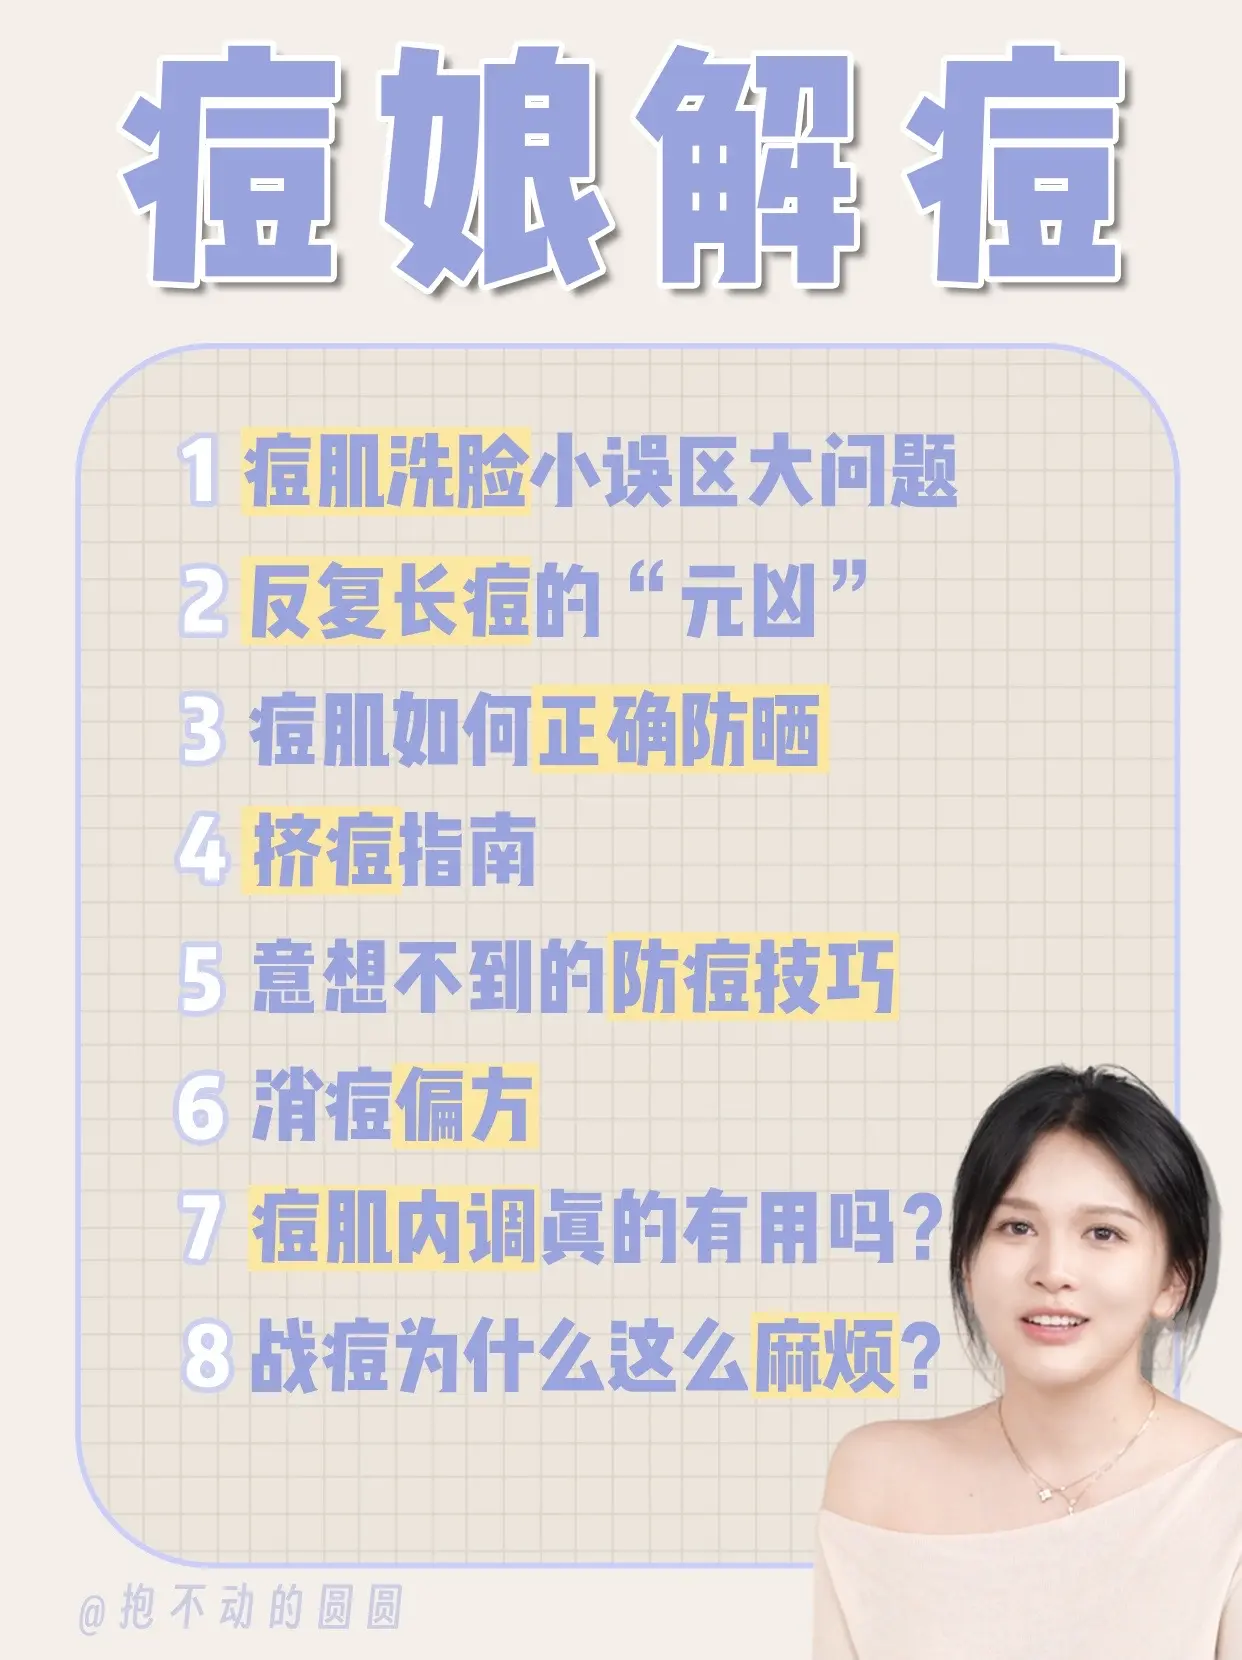 痘娘解痘
1 痘肌洗脸小误区大问题
2 反复长痘的“元凶”
3 痘肌如何正确防晒
4 挤痘指南
5 意想不到的防痘技巧
6 消痘偏方
7 痘肌内调真的有用吗？
8 战痘为什么这么麻烦？
@抱不动的圆圆